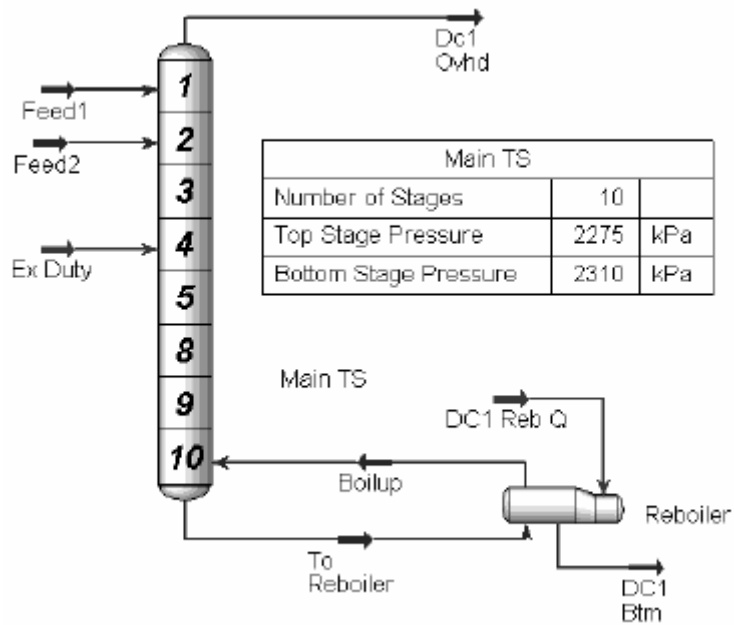 Dc1
Ovhd
Feed1
Feed2
Ex Duty
1
2
3
4
5
8
9
10
Main TS
Number of Stages 10
Top Stage Pressure 2275 kPa
Bottom Stage Pressure 2310 kPa
Main TS
DC1 Reb Q
Boilup
Reboiler
To
Reboiler
DC1
Btm